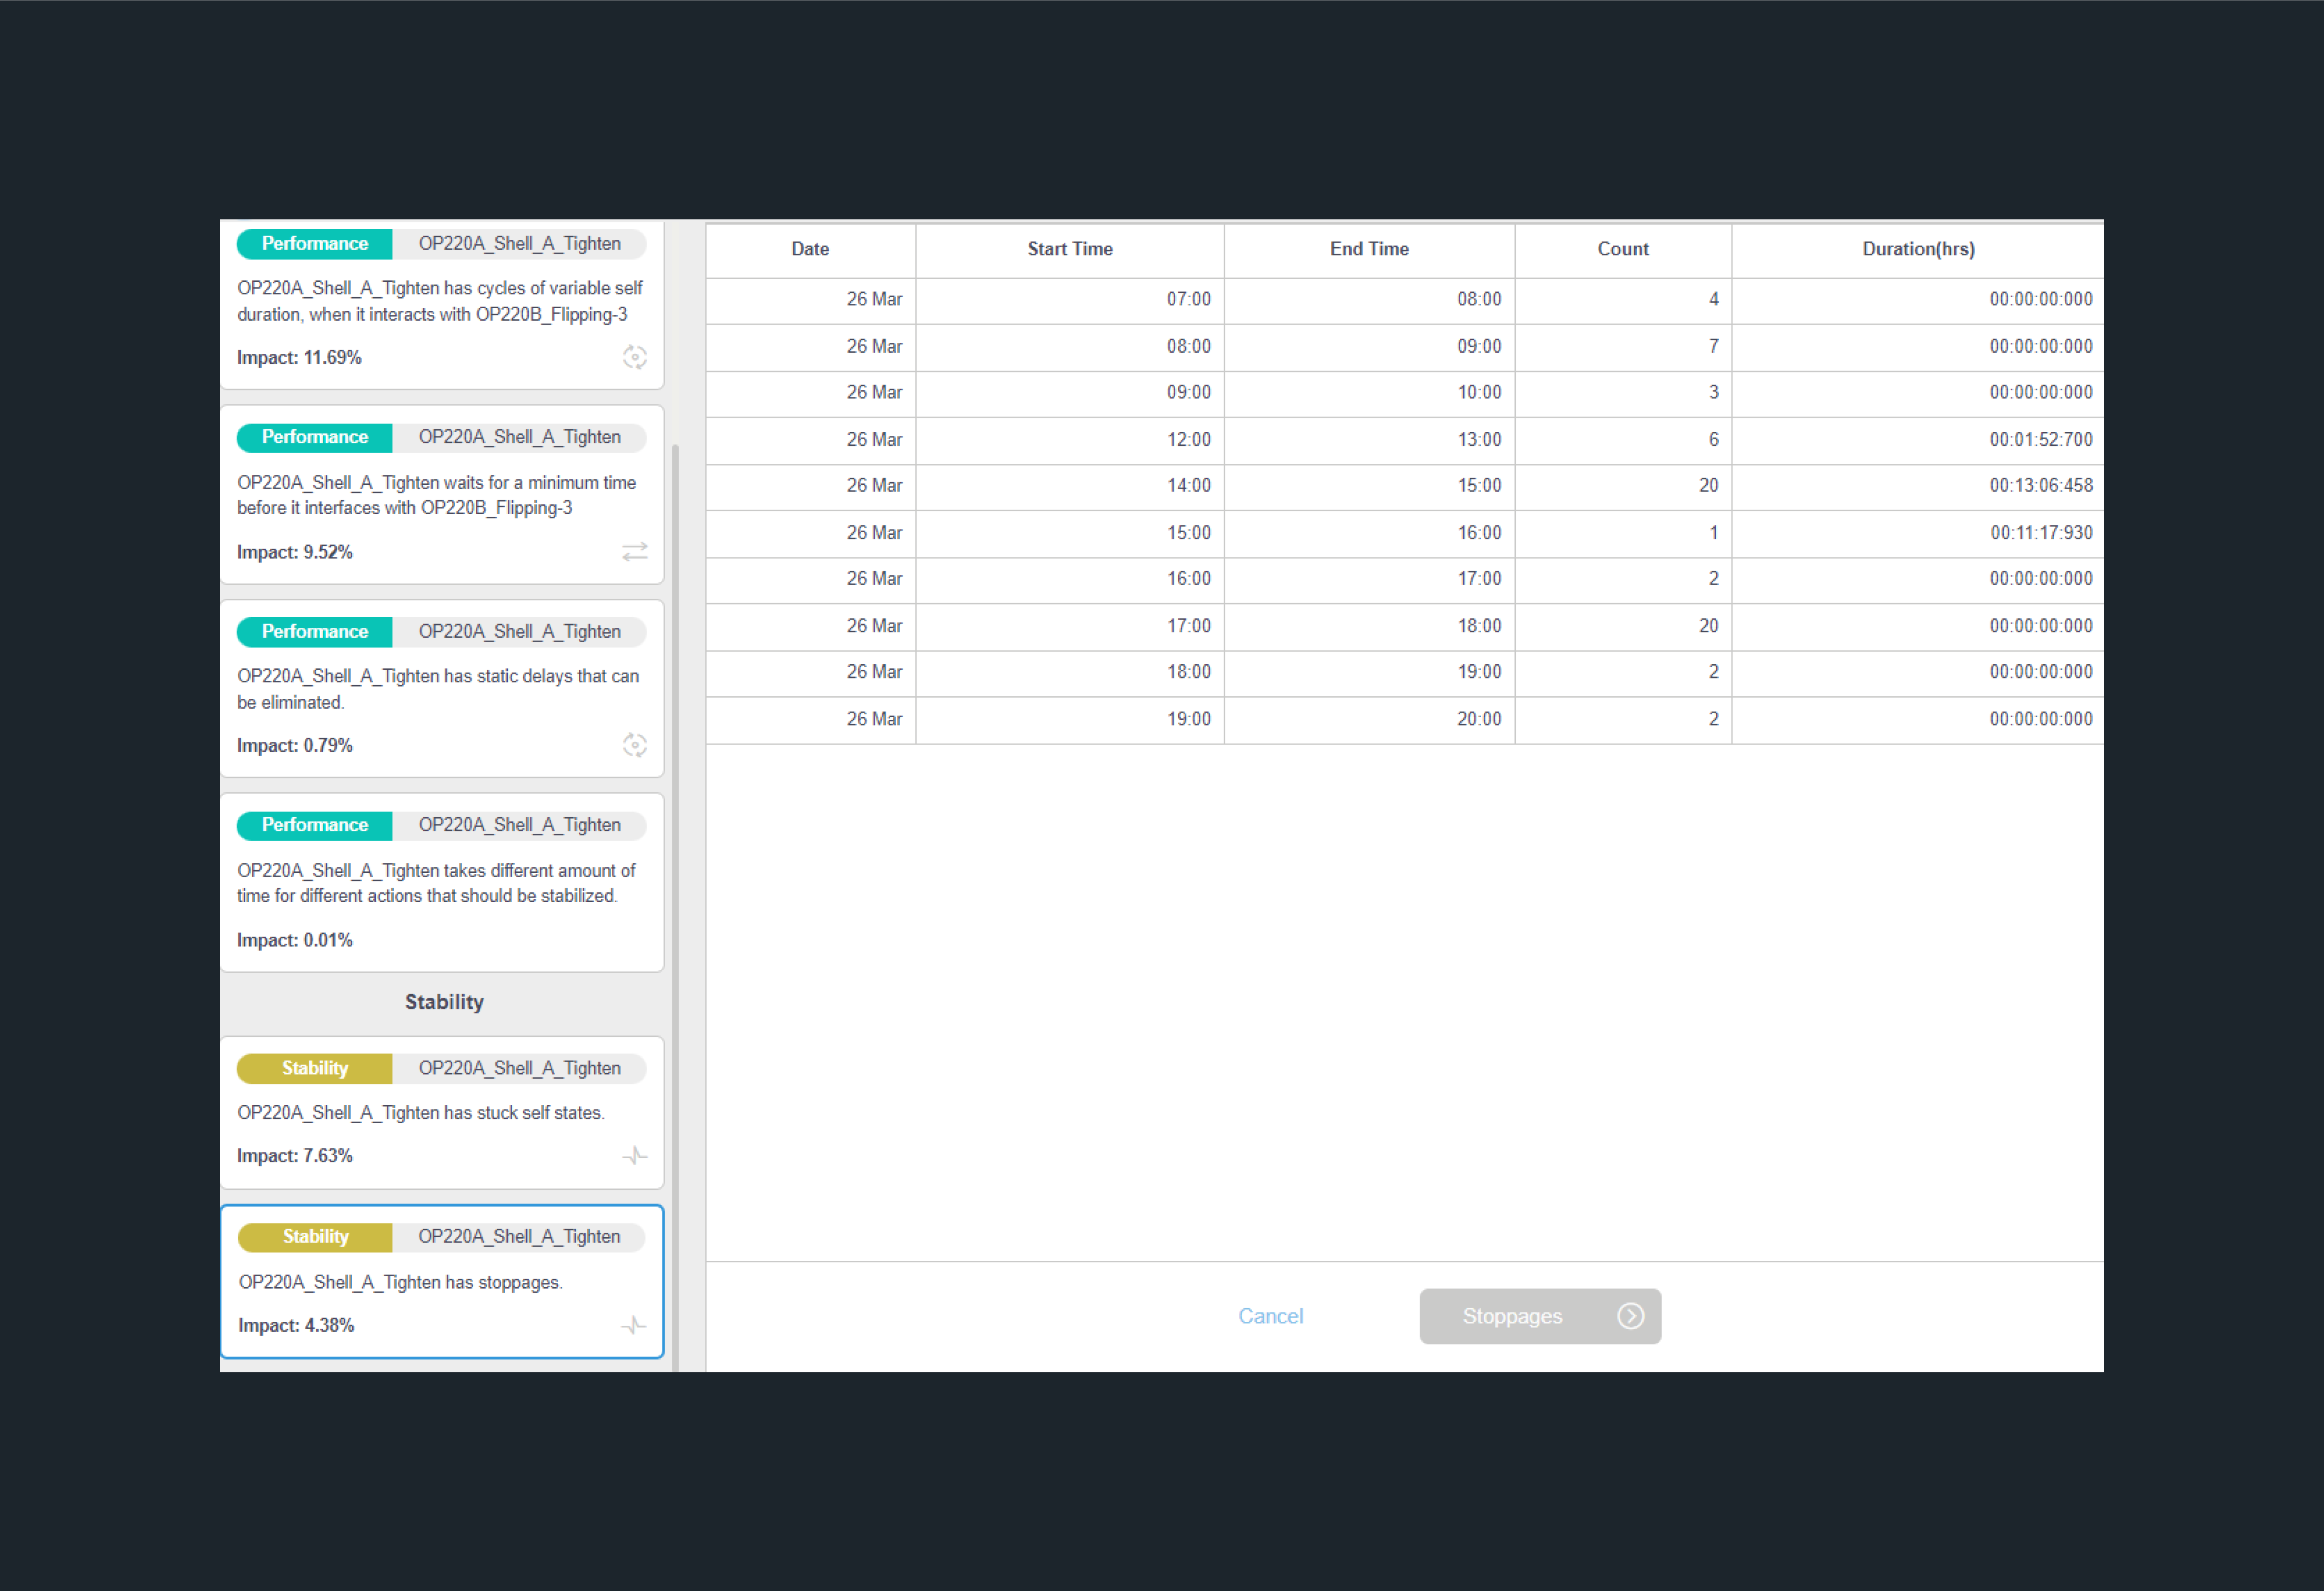 Performance OP220A_Shell_A_Tighten
OP220A_Shell_A_Tighten has cycles of variable self
duration, when it interacts with OP220B_Flipping-3
Impact: 11.69%
Performance OP220A_Shell_A_Tighten
OP220A_Shell_A_Tighten waits for a minimum time
before it interfaces with OP220B_Flipping-3
Impact: 9.52%
Performance OP220A_Shell_A_Tighten
OP220A_Shell_A_Tighten has static delays that can
be eliminated.
Impact: 0.79%
Performance OP220A_Shell_A_Tighten
OP220A_Shell_A_Tighten takes different amount of
time for different actions that should be stabilized.
Impact: 0.01%
Stability
Stability OP220A_Shell_A_Tighten
OP220A_Shell_A_Tighten has stuck self states.
Impact: 7.63%
Stability OP220A_Shell_A_Tighten
OP220A_Shell_A_Tighten has stoppages.
Impact: 4.38%
Date Start Time End Time Count Duration(hrs)
26 Mar 07:00 08:00 4 00:00:00:000
26 Mar 08:00 09:00 7 00:00:00:000
26 Mar 09:00 10:00 3 00:00:00:000
26 Mar 12:00 13:00 6 00:01:52:700
26 Mar 14:00 15:00 20 00:13:06:458
26 Mar 15:00 16:00 1 00:11:17:930
26 Mar 16:00 17:00 2 00:00:00:000
26 Mar 17:00 18:00 20 00:00:00:000
26 Mar 18:00 19:00 2 00:00:00:000
26 Mar 19:00 20:00 2 00:00:00:000
Cancel Stoppages